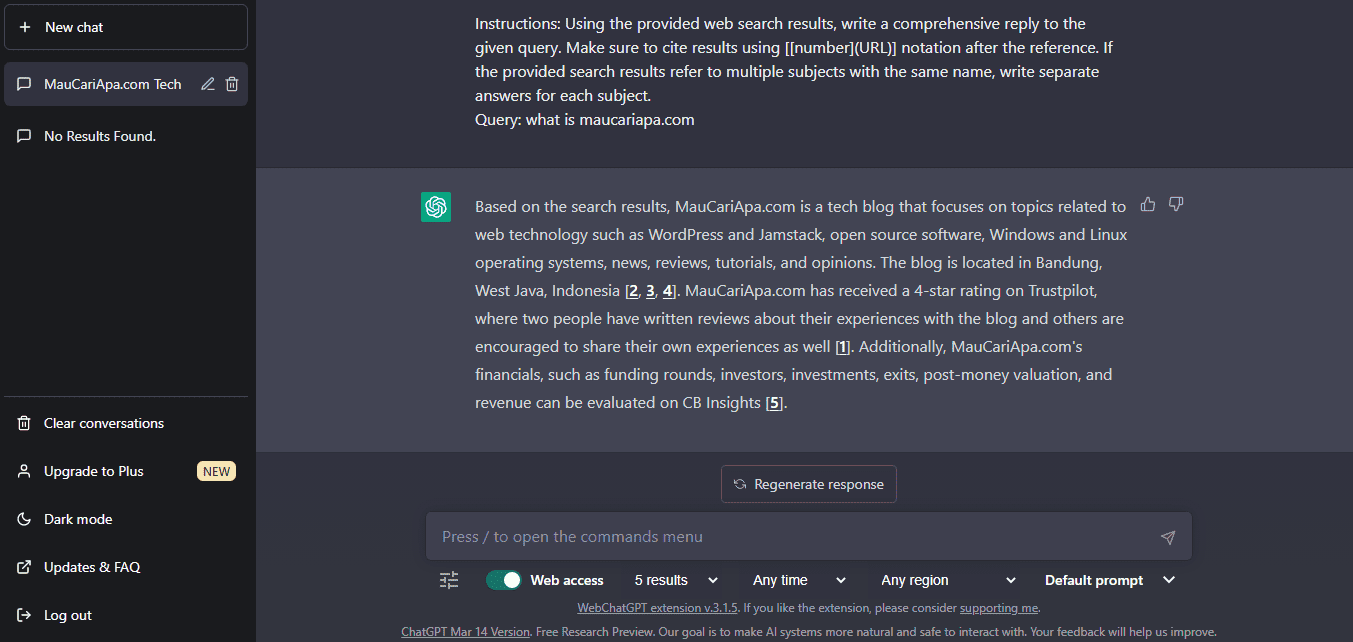 New chat
MauCariApa.com Tech
No Results Found.
Clear conversations
Upgrade to Plus NEW
Dark mode
Updates & FAQ
Log out
Instructions: Using the provided web search results, write a comprehensive reply to the
given query. Make sure to cite results using [[number](URL)] notation after the reference. If
the provided search results refer to multiple subjects with the same name, write separate
answers for each subject.
Query: what is maucariapa.com
Based on the search results, MauCariApa.com is a tech blog that focuses on topics related to
web technology such as WordPress and Jamstack, open source software, Windows and Linux
operating systems, news, reviews, tutorials, and opinions. The blog is located in Bandung,
West Java, Indonesia [2, 3, 4]. MauCariApa.com has received a 4-star rating on Trustpilot,
where two people have written reviews about their experiences with the blog and others are
encouraged to share their own experiences as well [1]. Additionally, MauCariApa.com's
financials, such as funding rounds, investors, investments, exits, post-money valuation, and
revenue can be evaluated on CB Insights [5].
Regenerate response
Press / to open the commands menu
Web access 5 results Any time Any region Default prompt
WebChatGPT extension v.3.1.5. If you like the extension, please consider supporting me.
ChatGPT Mar 14 Version. Free Research Preview. Our goal is to make AI systems more natural and safe to interact with. Your feedback will help us improve.